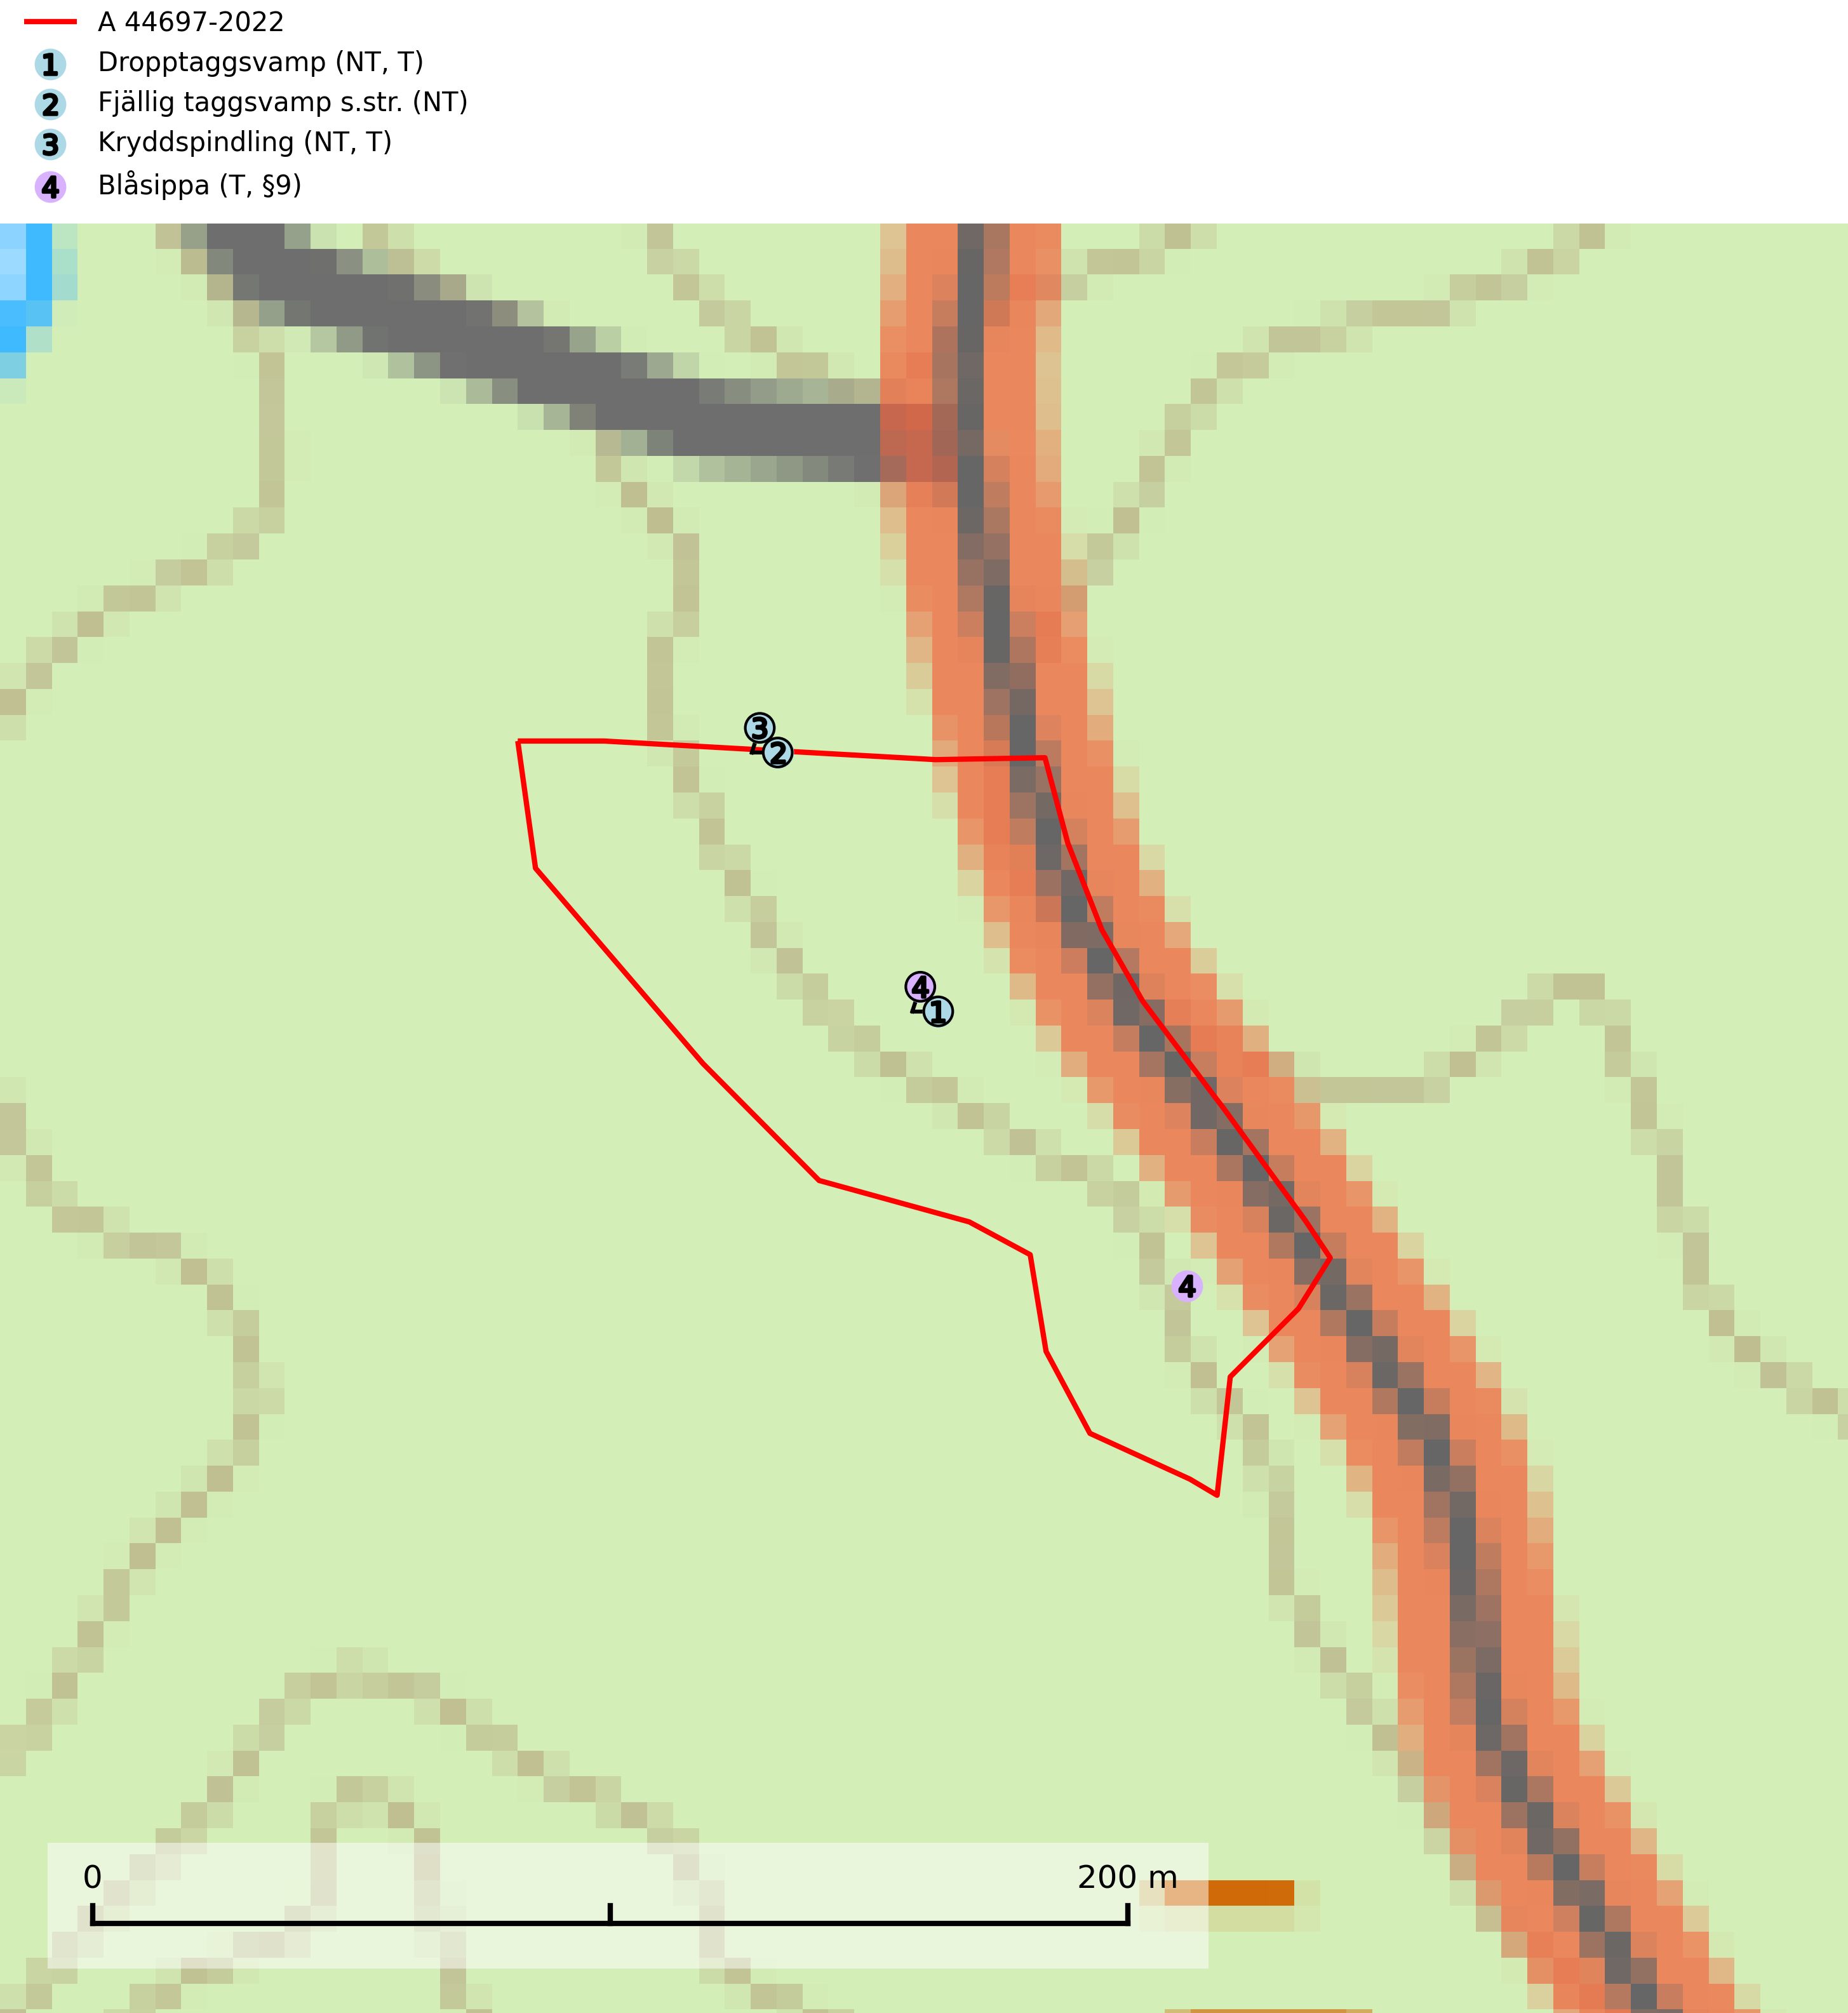 A 44697-2022
1 Dropptaggsvamp (NT, T)
2 Fjällig taggsvamp s.str. (NT)
3 Kryddspindling (NT, T)
4 Blåsippa (T, §9)
3
2
4
1
4
0 200 m